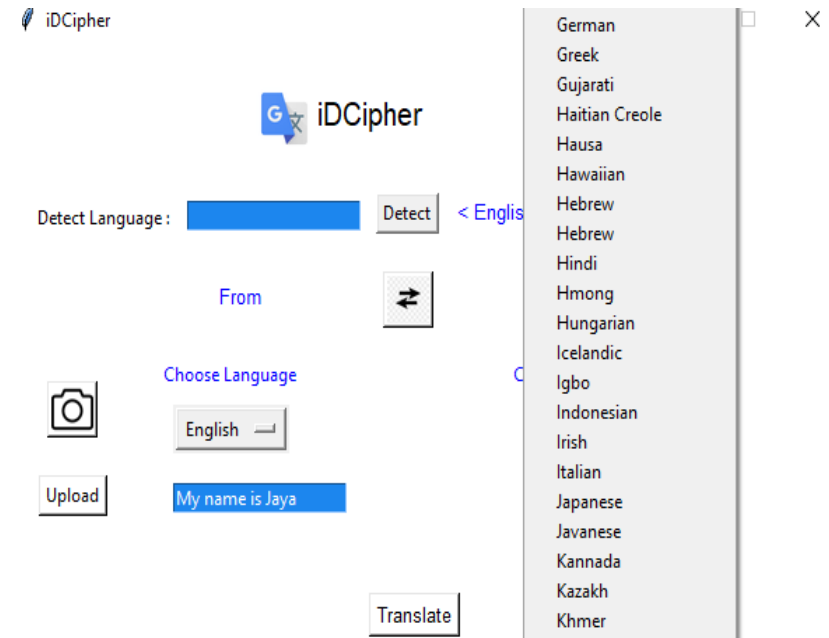 iDCipher
G 文 iDCipher
Detect Language :
Detect
< Englis
From
Choose Language
C
English
Upload
My name is Jaya
Translate
German
Greek
Gujarati
Haitian Creole
Hausa
Hawaiian
Hebrew
Hebrew
Hindi
Hmong
Hungarian
Icelandic
Igbo
Indonesian
Irish
Italian
Japanese
Javanese
Kannada
Kazakh
Khmer